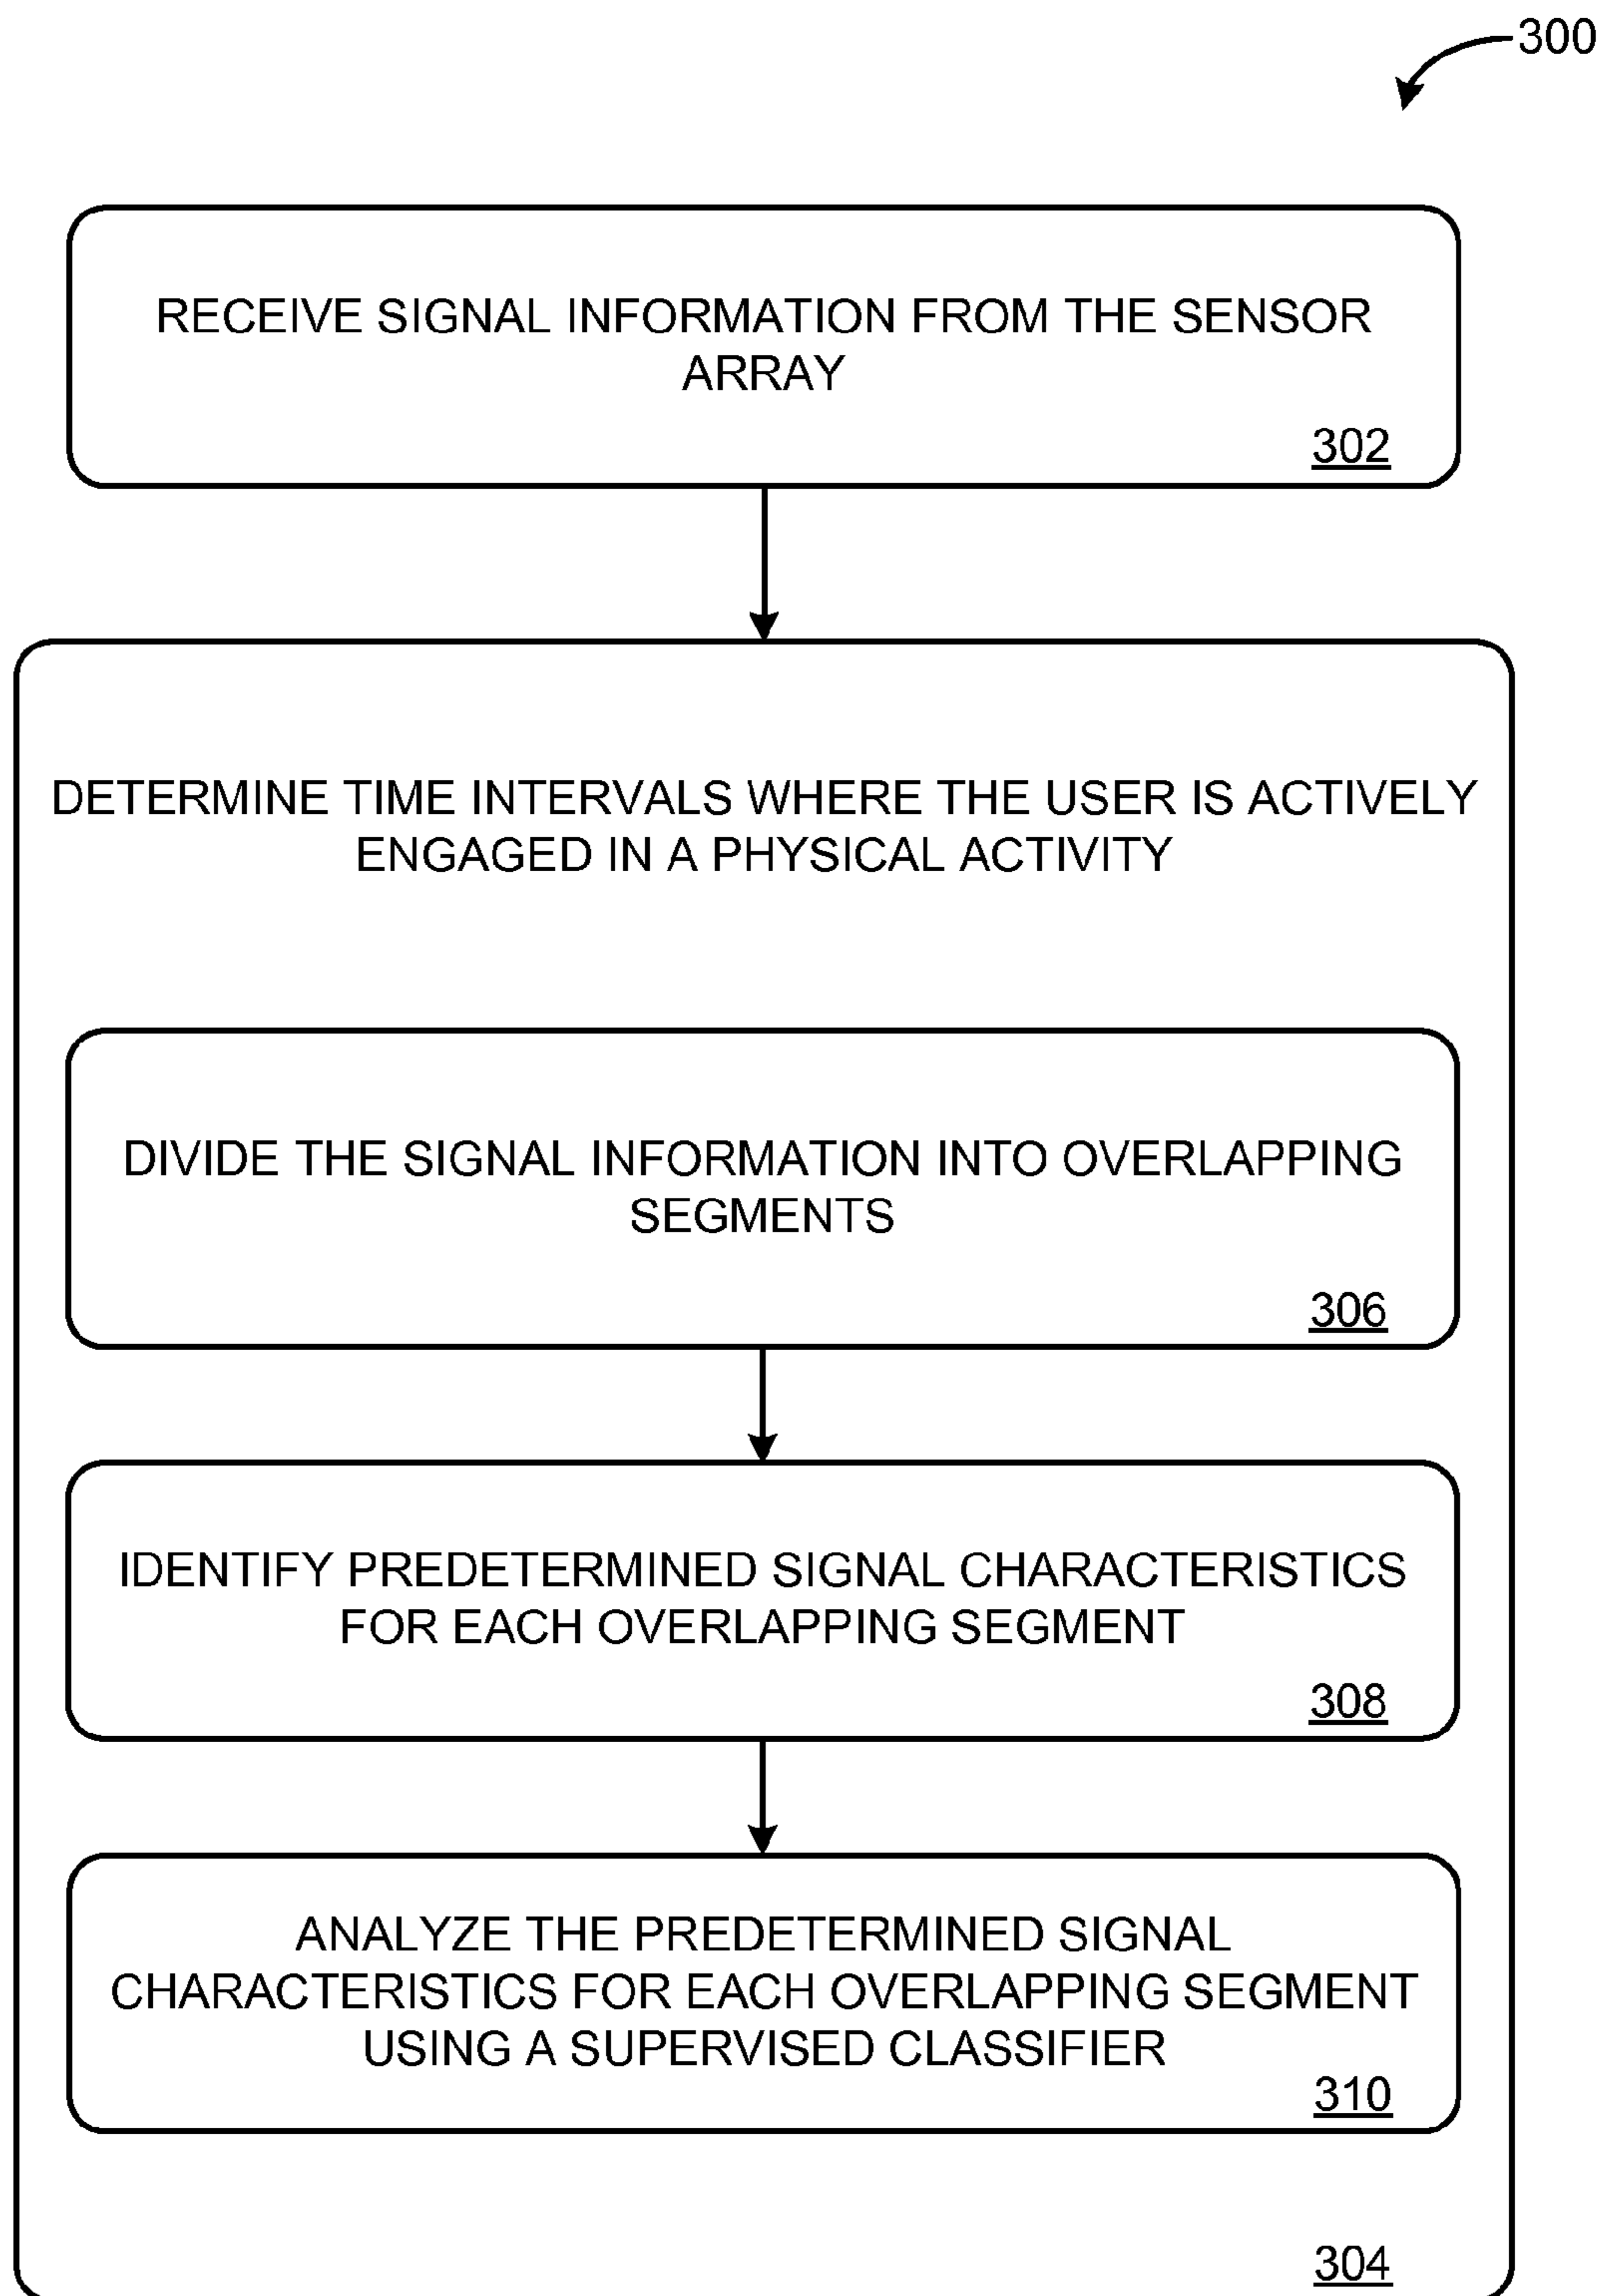 300
RECEIVE SIGNAL INFORMATION FROM THE SENSOR
ARRAY
302
DETERMINE TIME INTERVALS WHERE THE USER IS ACTIVELY
ENGAGED IN A PHYSICAL ACTIVITY
DIVIDE THE SIGNAL INFORMATION INTO OVERLAPPING
SEGMENTS
306
IDENTIFY PREDETERMINED SIGNAL CHARACTERISTICS
FOR EACH OVERLAPPING SEGMENT
308
ANALYZE THE PREDETERMINED SIGNAL
CHARACTERISTICS FOR EACH OVERLAPPING SEGMENT
USING A SUPERVISED CLASSIFIER
310
304